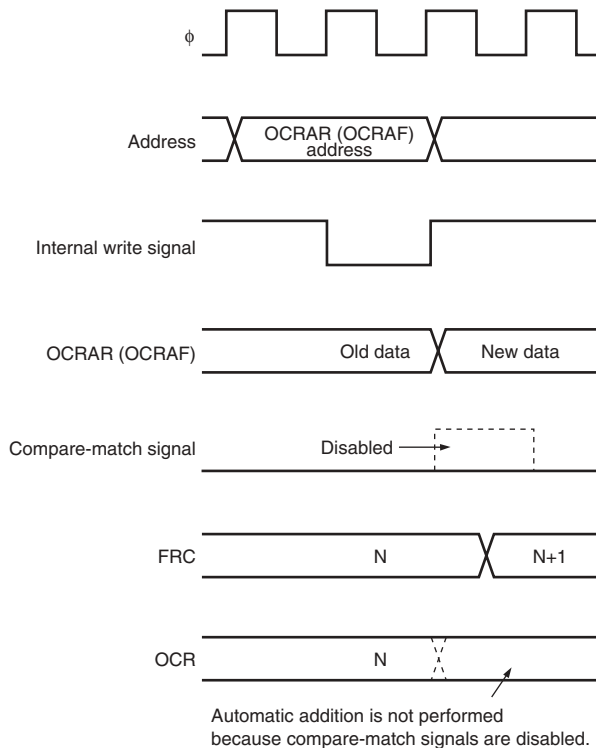 ϕ
Address
OCRAR (OCRAF)
address
Internal write signal
OCRAR (OCRAF)
Old data
New data
Compare-match signal
Disabled
FRC
N
N+1
OCR
N
Automatic addition is not performed
because compare-match signals are disabled.